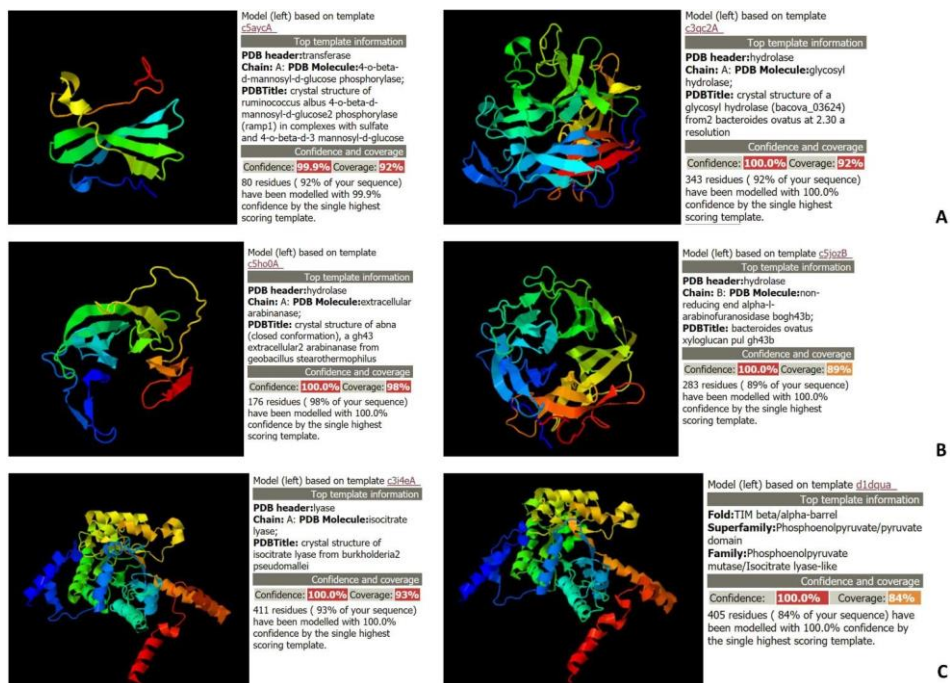 Model (left) based on template
c5aycA_
Top template information
PDB header:transferase
Chain: A: PDB Molecule:4-o-beta-
d-mannosyl-d-glucose phosphorylase;
PDBTitle: crystal structure of
ruminococcus albus 4-o-beta-d-
mannosyl-d-glucose2 phosphorylase
(ramp1) in complexes with sulfate
and 4-o-beta-d-3 mannosyl-d-glucose
Confidence and coverage
Confidence: 99.9% Coverage: 92%
80 residues ( 92% of your sequence)
have been modelled with 99.9%
confidence by the single highest
scoring template.
Model (left) based on template
c3qc2A_
Top template information
PDB header:hydrolase
Chain: A: PDB Molecule:glycosyl
hydrolase;
PDBTitle: crystal structure of a
glycosyl hydrolase (bacova_03624)
from2 bacteroides ovatus at 2.30 a
resolution
Confidence and coverage
Confidence: 100.0% Coverage: 92%
343 residues ( 92% of your sequence)
have been modelled with 100.0%
confidence by the single highest
scoring template.
A
Model (left) based on template
c5ho0A_
Top template information
PDB header:hydrolase
Chain: A: PDB Molecule:extracellular
arabinanase;
PDBTitle: crystal structure of abna
(closed conformation), a gh43
extracellular2 arabinanase from
geobacillus stearothermophilus
Confidence and coverage
Confidence: 100.0% Coverage: 98%
176 residues ( 98% of your sequence)
have been modelled with 100.0%
confidence by the single highest
scoring template.
Model (left) based on template c5jozB_
Top template information
PDB header:hydrolase
Chain: B: PDB Molecule:non-
reducing end alpha-l-
arabinofuranosidase bogh43b;
PDBTitle: bacteroides ovatus
xyloglucan pul gh43b
Confidence and coverage
Confidence: 100.0% Coverage: 89%
283 residues ( 89% of your sequence)
have been modelled with 100.0%
confidence by the single highest
scoring template.
B
Model (left) based on template c3i4eA_
Top template information
PDB header:lyase
Chain: A: PDB Molecule:isocitrate
lyase;
PDBTitle: crystal structure of
isocitrate lyase from burkholderia2
pseudomallei
Confidence and coverage
Confidence: 100.0% Coverage: 93%
411 residues ( 93% of your sequence)
have been modelled with 100.0%
confidence by the single highest
scoring template.
Model (left) based on template d1dqua_
Top template information
Fold:TIM beta/alpha-barrel
Superfamily:Phosphoenolpyruvate/pyruvate
domain
Family:Phosphoenolpyruvate
mutase/Isocitrate lyase-like
Confidence and coverage
Confidence: 100.0% Coverage: 84%
405 residues ( 84% of your sequence) have
been modelled with 100.0% confidence by
the single highest scoring template.
C